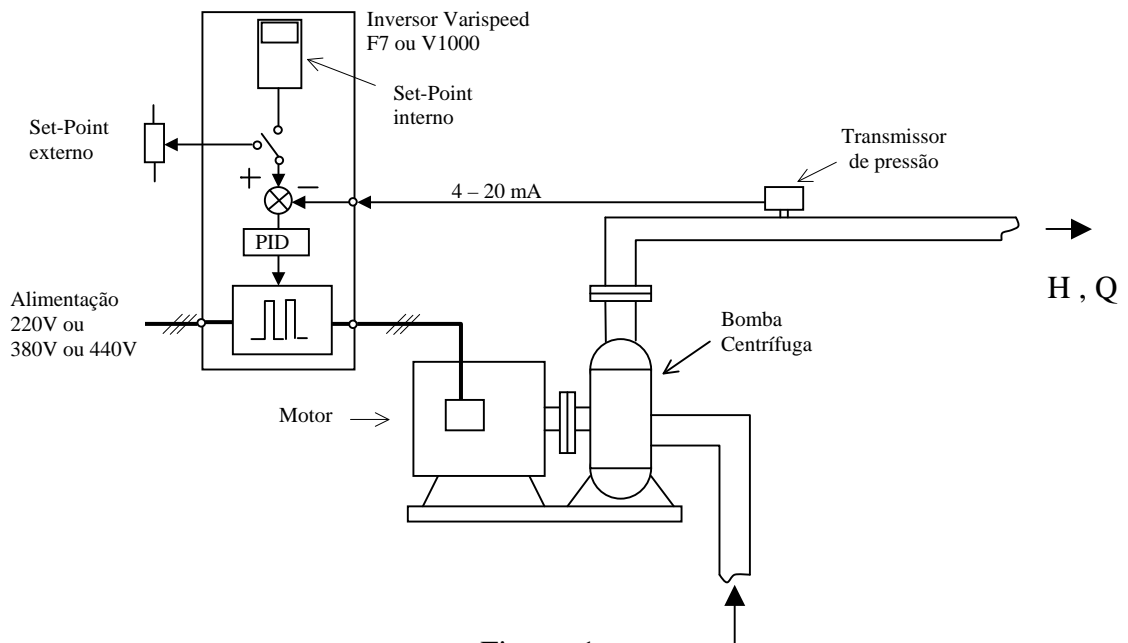 Inversor Varispeed
F7 ou V1000
Set-Point
interno
Set-Point
externo
+
–
4 – 20 mA
Transmissor
de pressão
PID
H , Q
Alimentação
220V ou
380V ou 440V
Bomba
Centrífuga
Motor